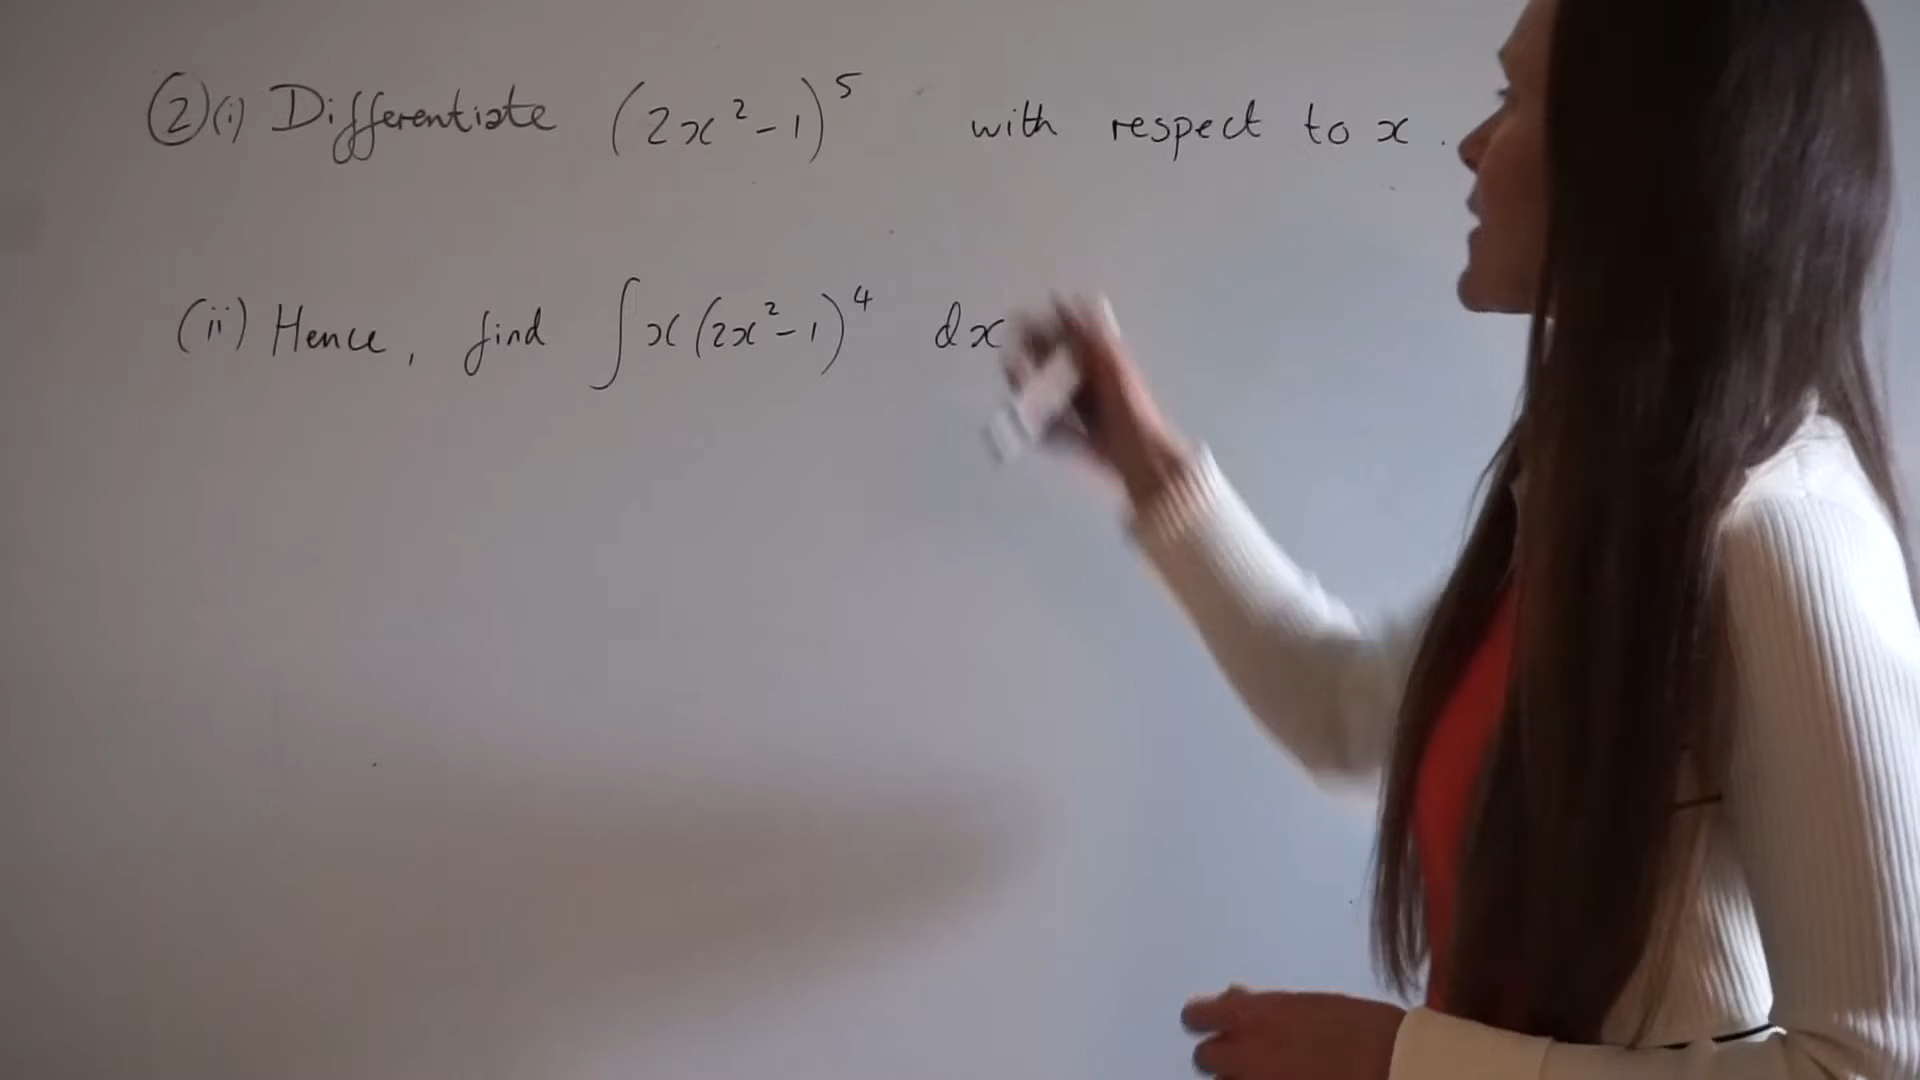 ② (i) Differentiate (2x² - 1)⁵ with respect to x.
(ii) Hence, find ∫ x (2x² - 1)⁴ dx